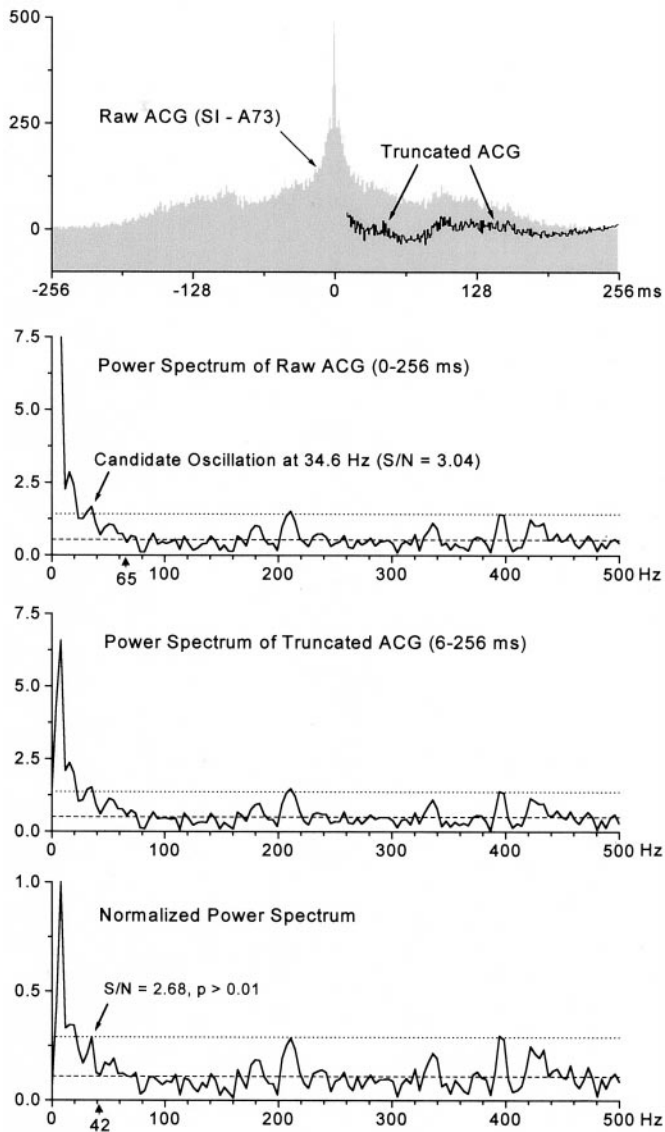 500
250
0
Raw ACG (SI - A73)
Truncated ACG
-256 -128 0 128 256 ms
7.5
5.0
2.5
0.0
Power Spectrum of Raw ACG (0-256 ms)
Candidate Oscillation at 34.6 Hz (S/N = 3.04)
0 100 200 300 400 500 Hz
65
7.5
5.0
2.5
0.0
Power Spectrum of Truncated ACG (6-256 ms)
0 100 200 300 400 500 Hz
1.0
0.5
0.0
Normalized Power Spectrum
S/N = 2.68, p > 0.01
0 100 200 300 400 500 Hz
42